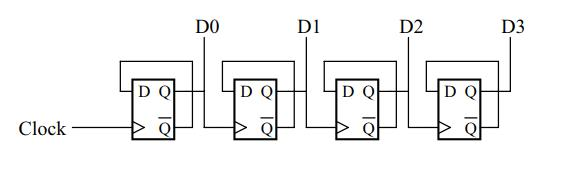 D0 D1 D2 D3
D Q D Q D Q D Q
Clock Q̅ Q̅ Q̅ Q̅